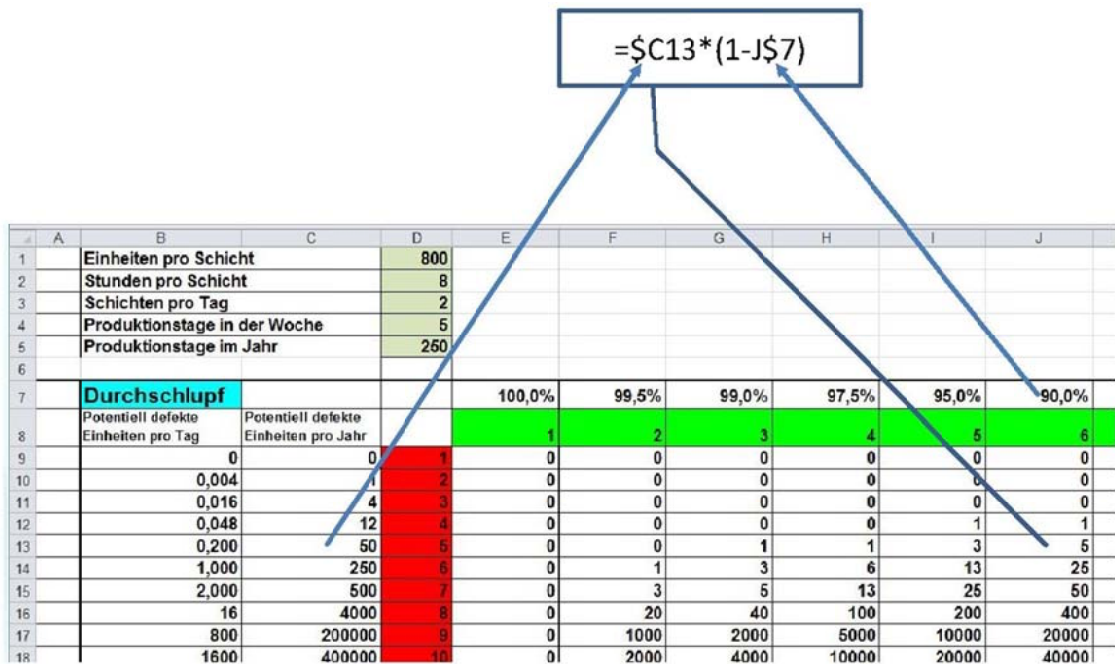 =$C13*(1-J$7)
A B C D E F G H I J
1 Einheiten pro Schicht 800
2 Stunden pro Schicht 8
3 Schichten pro Tag 2
4 Produktionstage in der Woche 5
5 Produktionstage im Jahr 250
6
7 Durchschlupf 100,0% 99,5% 99,0% 97,5% 95,0% 90,0%
Potentiell defekte Potentiell defekte
8 Einheiten pro Tag Einheiten pro Jahr 1 2 3 4 5 6
9 0 0 1 0 0 0 0 0 0
10 0,004 1 2 0 0 0 0 0 0
11 0,016 4 3 0 0 0 0 0 0
12 0,048 12 4 0 0 0 0 1 1
13 0,200 50 5 0 0 1 1 3 5
14 1,000 250 6 0 1 3 6 13 25
15 2,000 500 7 0 3 5 13 25 50
16 16 4000 8 0 20 40 100 200 400
17 800 200000 9 0 1000 2000 5000 10000 20000
18 1600 400000 10 0 2000 4000 10000 20000 40000